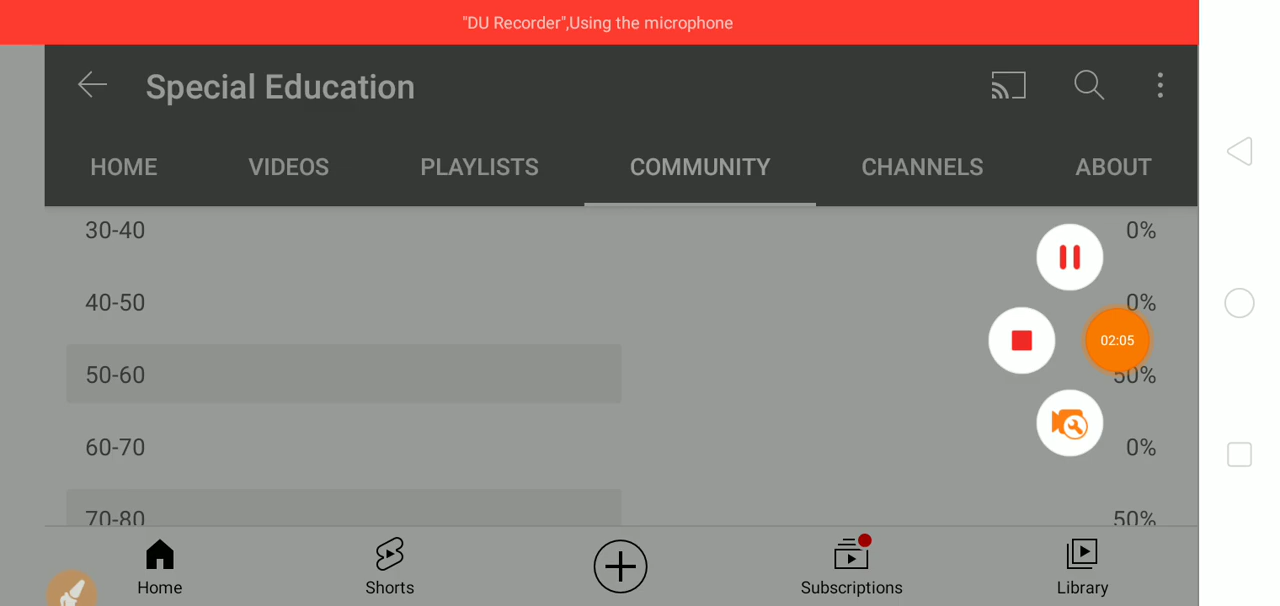 "DU Recorder",Using the microphone
Special Education
HOME VIDEOS PLAYLISTS COMMUNITY CHANNELS ABOUT
30-40 0%
40-50 0%
02:05
50-60 50%
60-70 0%
70-80 50%
Home Shorts Subscriptions Library